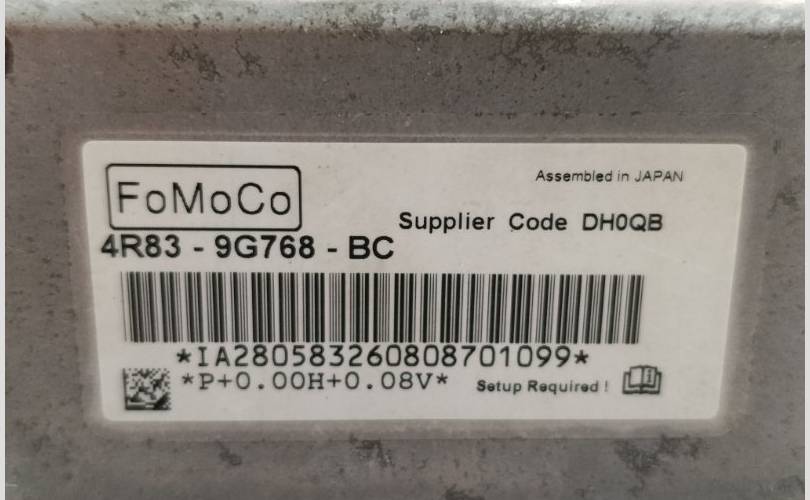 Assembled in JAPAN
FoMoCo
Supplier Code DH0QB
4R83 - 9G768 - BC
*IA280583260808701099*
*P+0.00H+0.08V*
Setup Required !